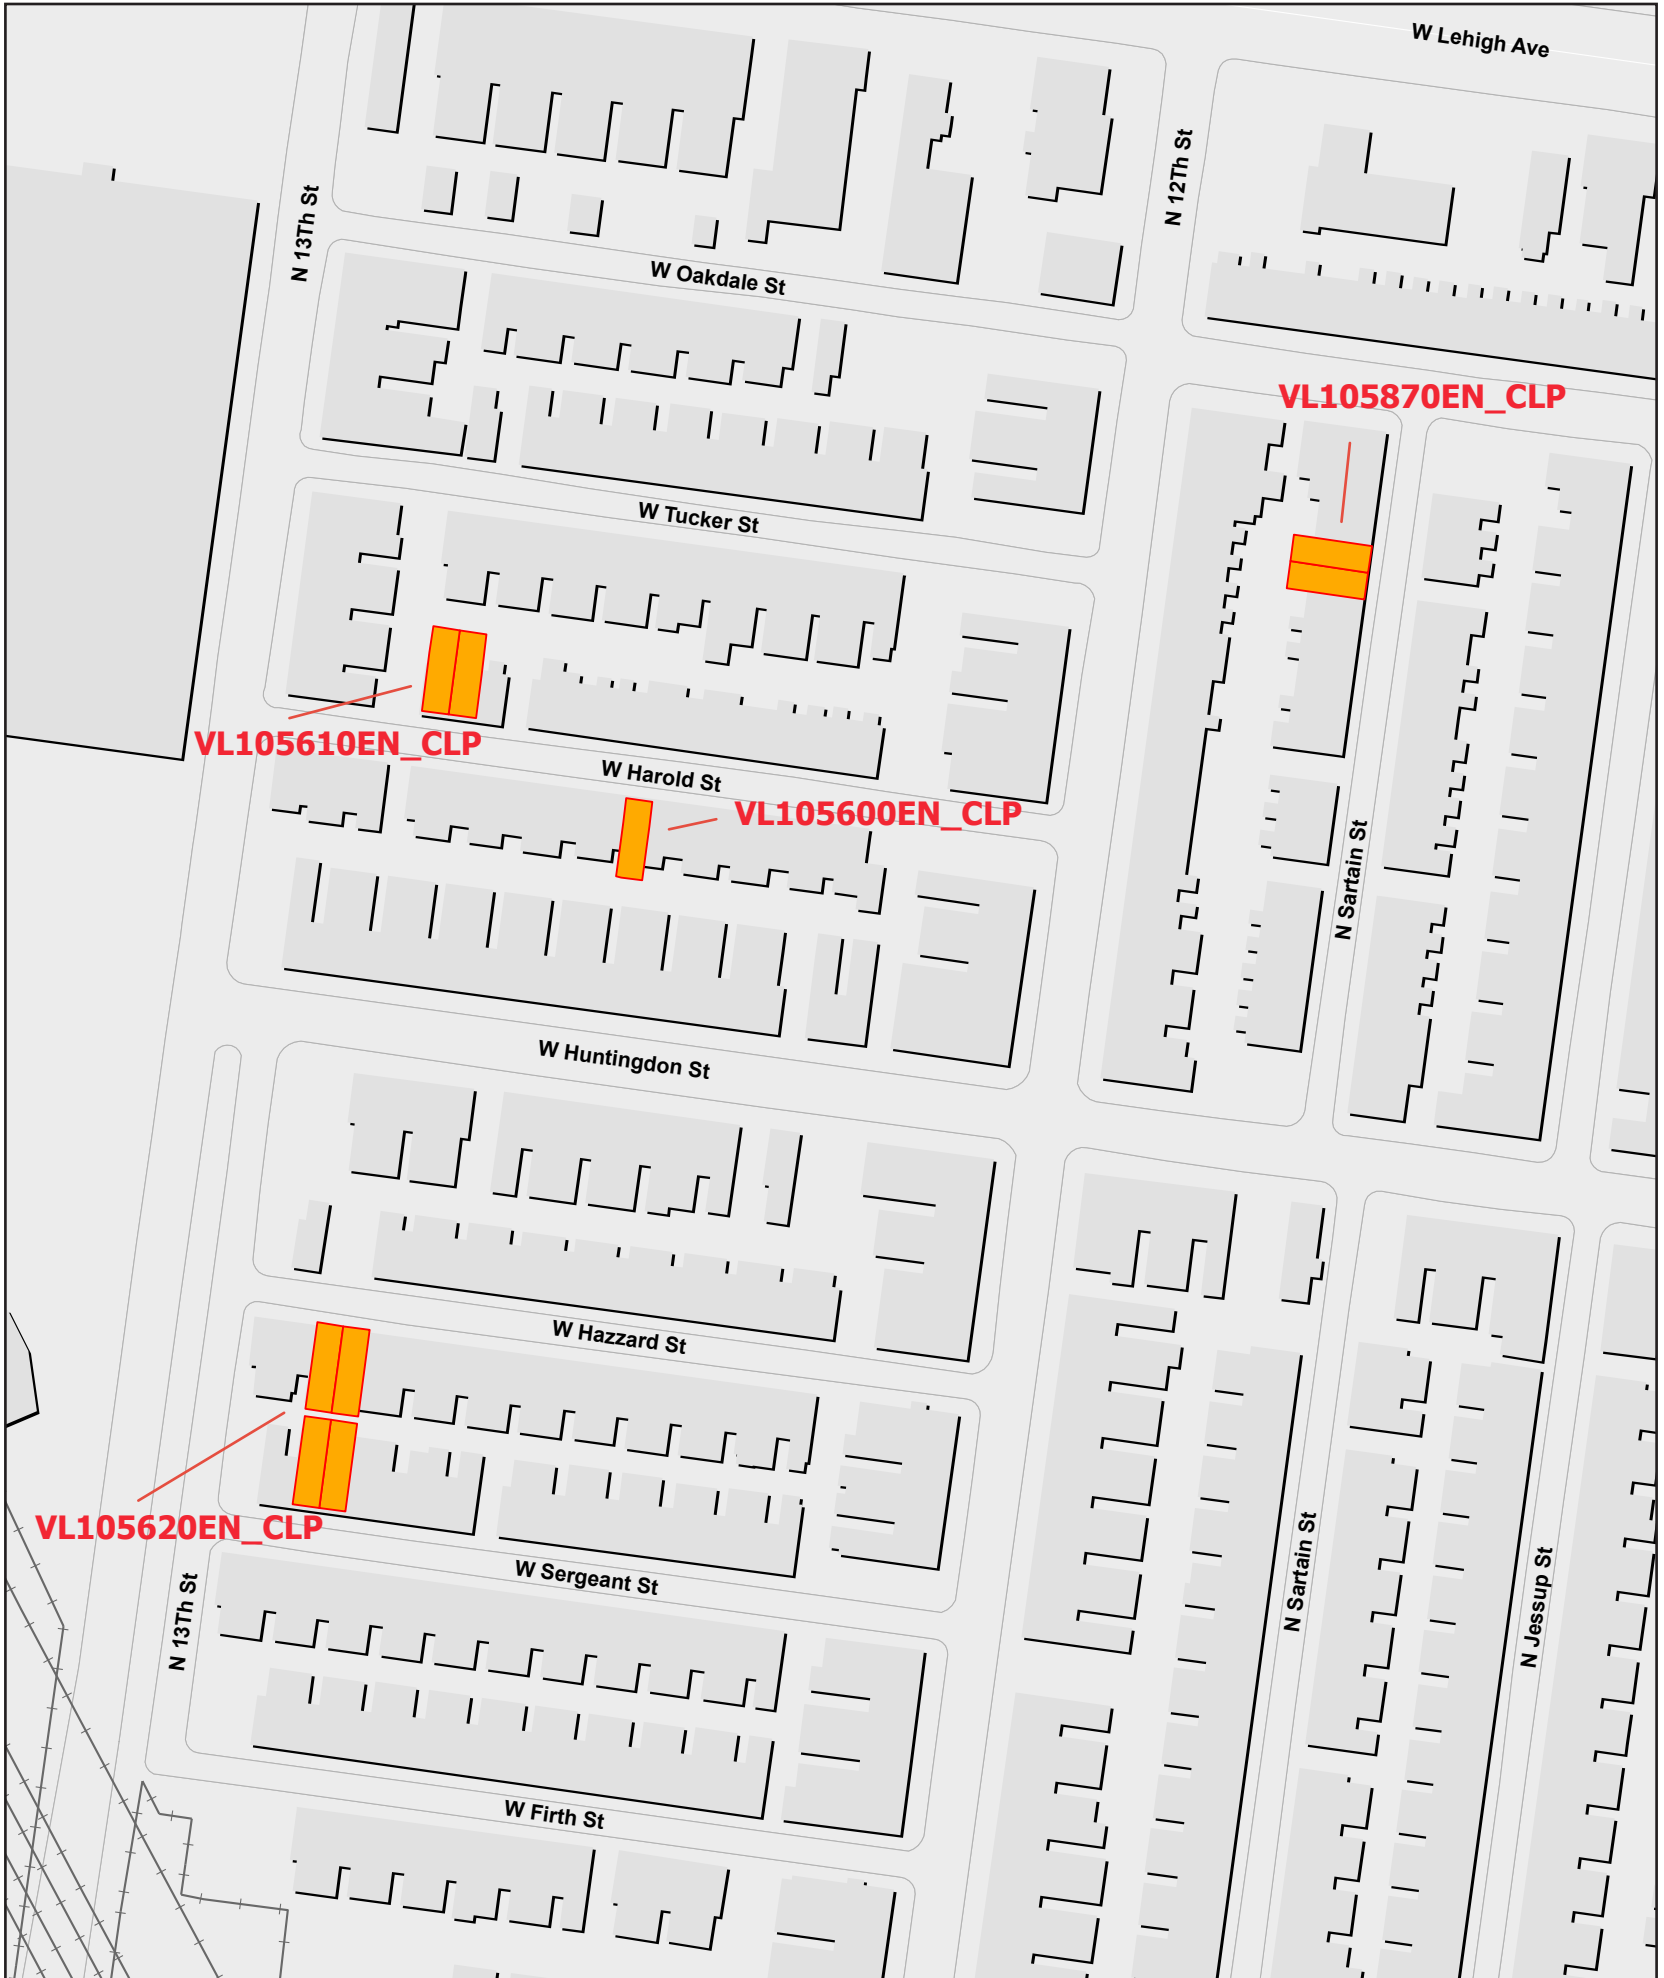 W Lehigh Ave
N 12Th St
N 13Th St
W Oakdale St
VL105870EN_CLP
W Tucker St
VL105610EN_CLP
W Harold St
VL105600EN_CLP
N Sartain St
W Huntingdon St
W Hazzard St
VL105620EN_CLP
W Sergeant St
N Sartain St
N Jessup St
N 13Th St
W Firth St